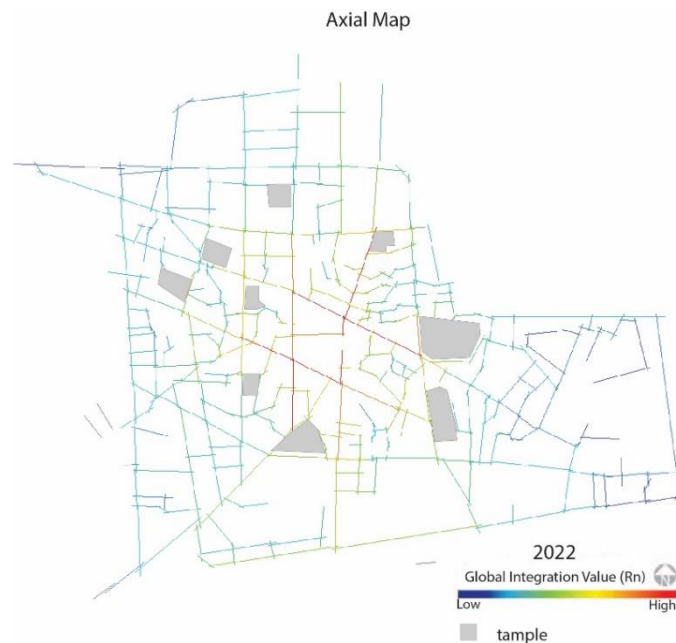 Axial Map
2022
Global Integration Value (Rn)
N
Low High
tample